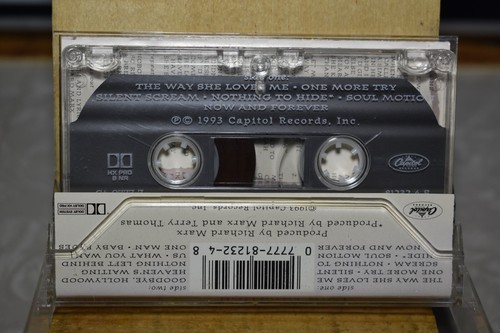 side one:
THE WAY SHE LOVES ME • ONE MORE TRY
SILENT SCREAM • NOTHING TO HIDE* • SOUL MOTION
NOW AND FOREVER
Ⓟ© 1993 Capitol Records, Inc.
HX PRO
B NR
Capitol
©1993 Capitol Records, Inc.
*Produced by Richard Marx and Terry Thomas
Produced by Richard Marx
Capitol
0 7777-81232-4 8
side one:
THE WAY SHE LOVES ME
ONE MORE TRY • SILENT
SCREAM • NOTHING TO
HIDE* • SOUL MOTION
NOW AND FOREVER
side two:
GOODBYE, HOLLYWOOD
HEAVEN'S WAITING
NOTHING LEFT BEHIND
US • WHAT YOU WANT
ONE MAN • BABY EYES